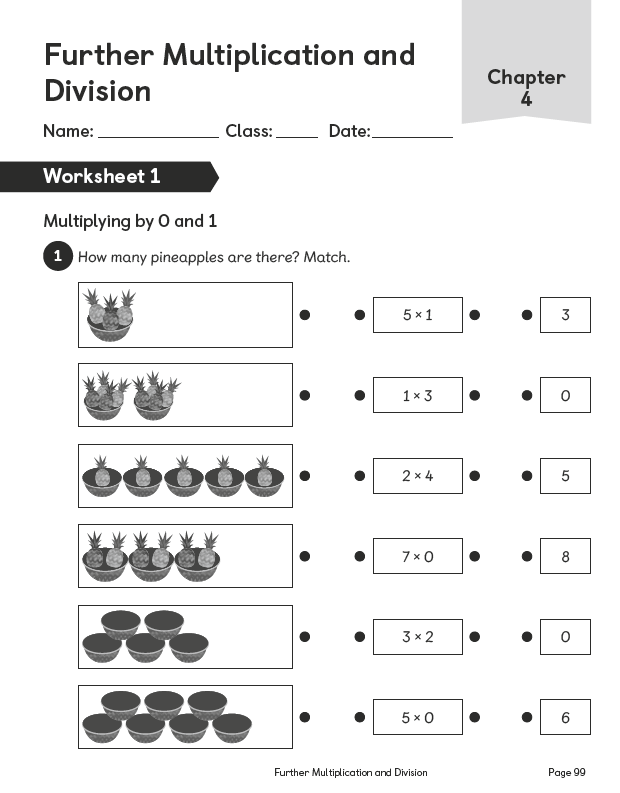 Further Multiplication and
Division
Chapter
4
Name: ____________ Class: ____ Date: ________
Worksheet 1
Multiplying by 0 and 1
1 How many pineapples are there? Match.
5 × 1 3
1 × 3 0
2 × 4 5
7 × 0 8
3 × 2 0
5 × 0 6
Further Multiplication and Division Page 99